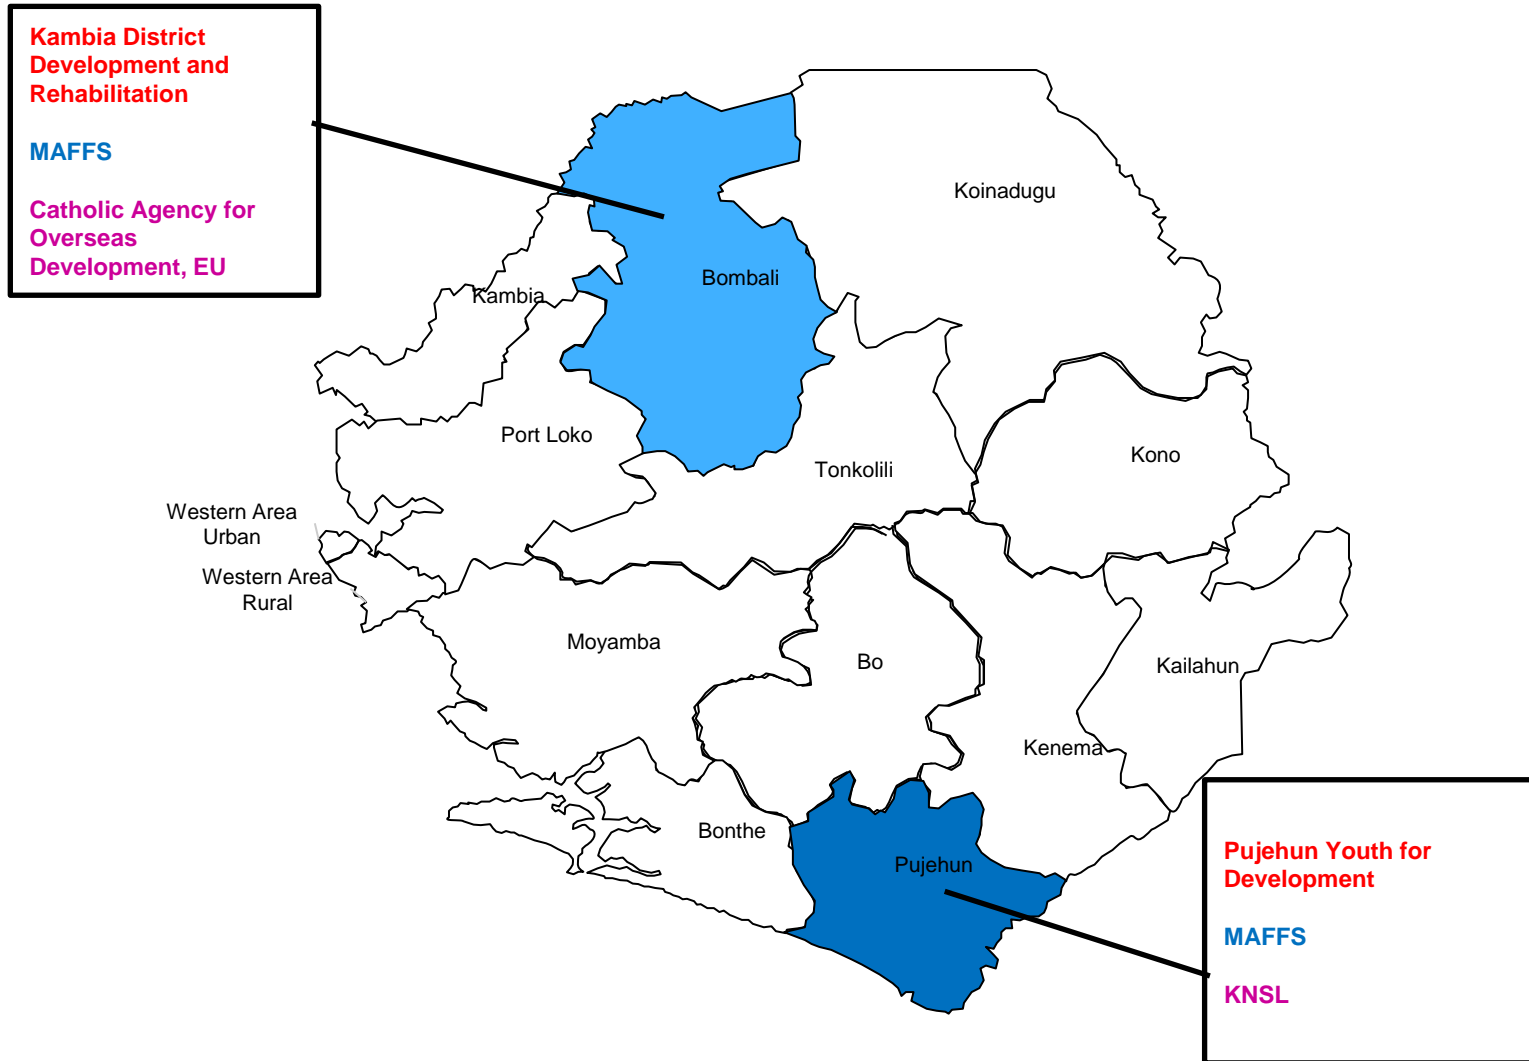 Kambia District
Development and
Rehabilitation
MAFFS
Catholic Agency for
Overseas
Development, EU
Koinadugu
Bombali
Kambia
Port Loko
Kono
Tonkolili
Western Area
Urban
Western Area
Rural
Moyamba
Bo
Kailahun
Kenema
Bonthe
Pujehun
Pujehun Youth for
Development
MAFFS
KNSL